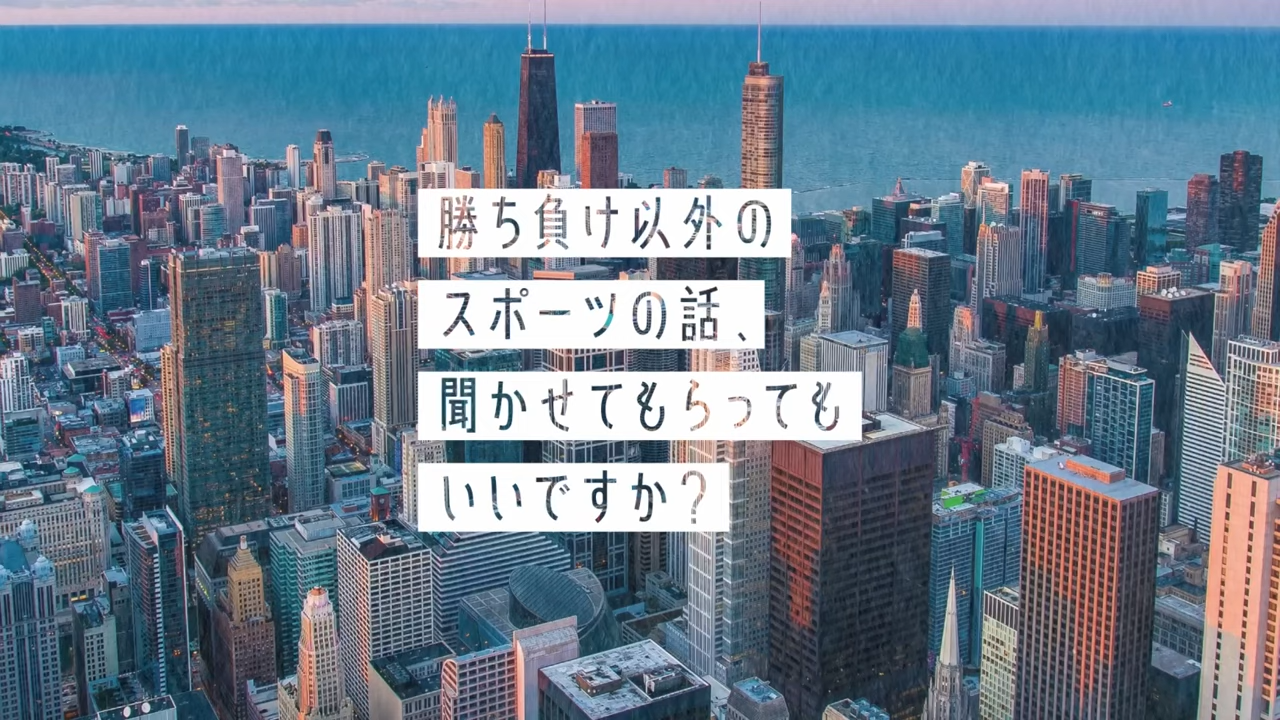 勝ち負け以外の
スポーツの話、
聞かせてもらっても
いいですか?